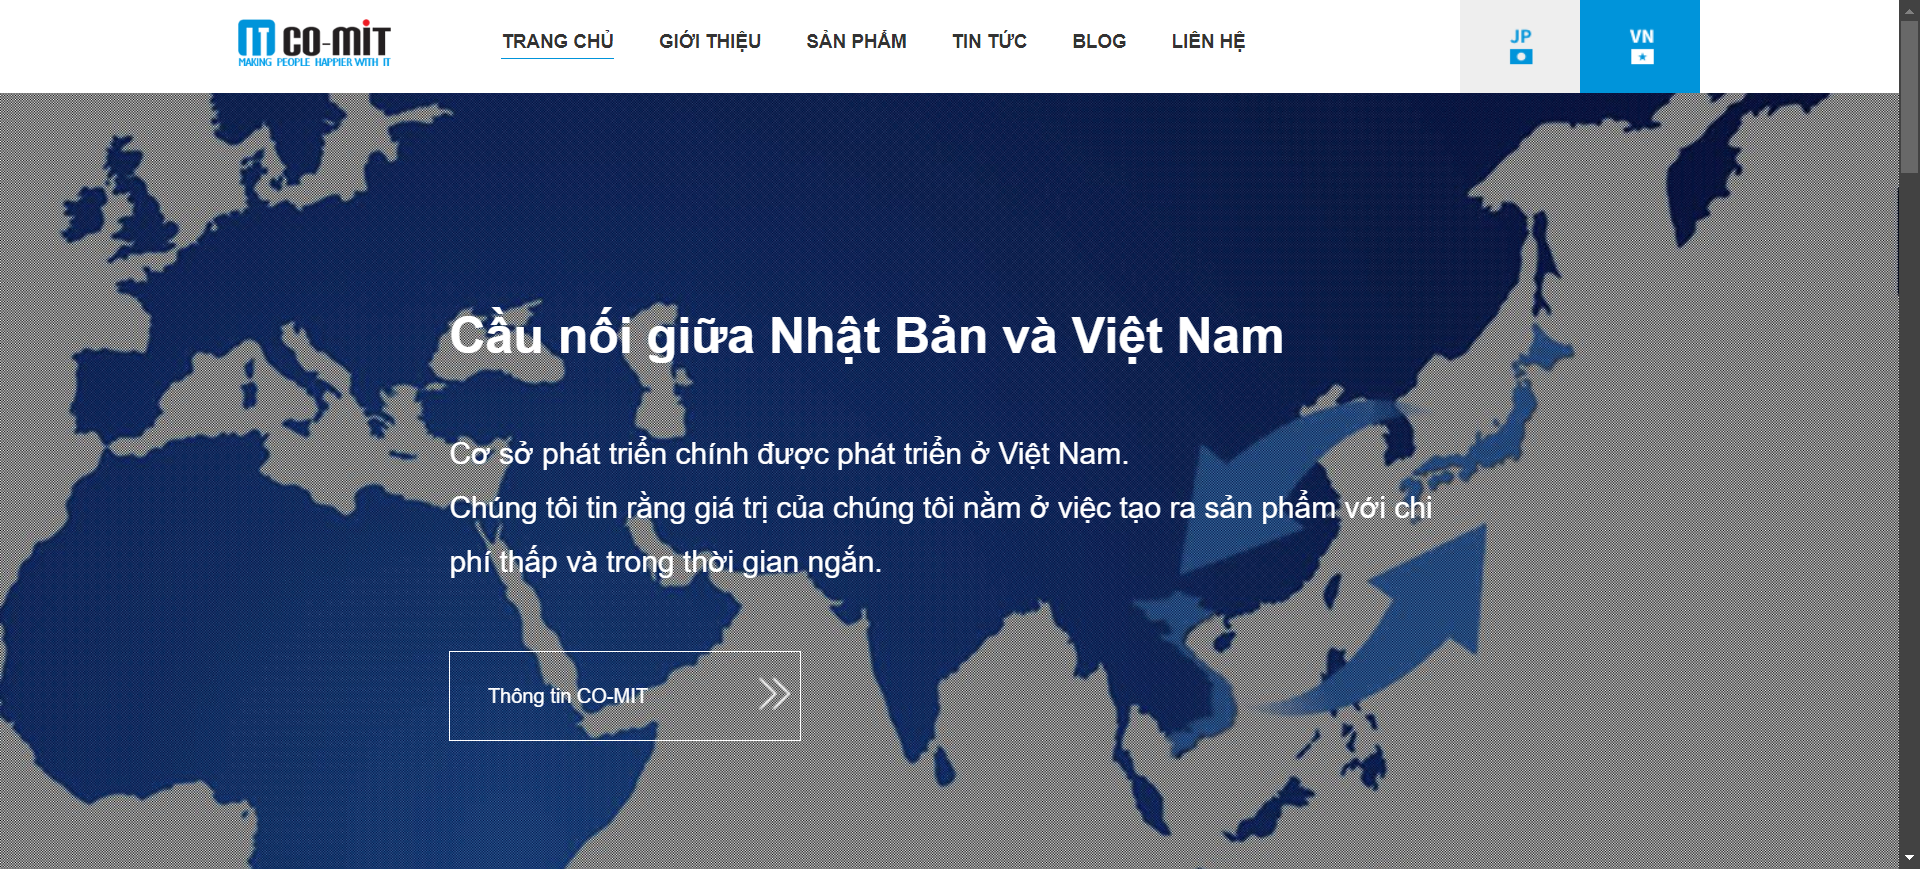 IT CO-MIT
MAKING PEOPLE HAPPIER WITH IT
TRANG CHỦ
GIỚI THIỆU
SẢN PHẨM
TIN TỨC
BLOG
LIÊN HỆ
JP
VN
Cầu nối giữa Nhật Bản và Việt Nam
Cơ sở phát triển chính được phát triển ở Việt Nam.
Chúng tôi tin rằng giá trị của chúng tôi nằm ở việc tạo ra sản phẩm với chi
phí thấp và trong thời gian ngắn.
Thông tin CO-MIT